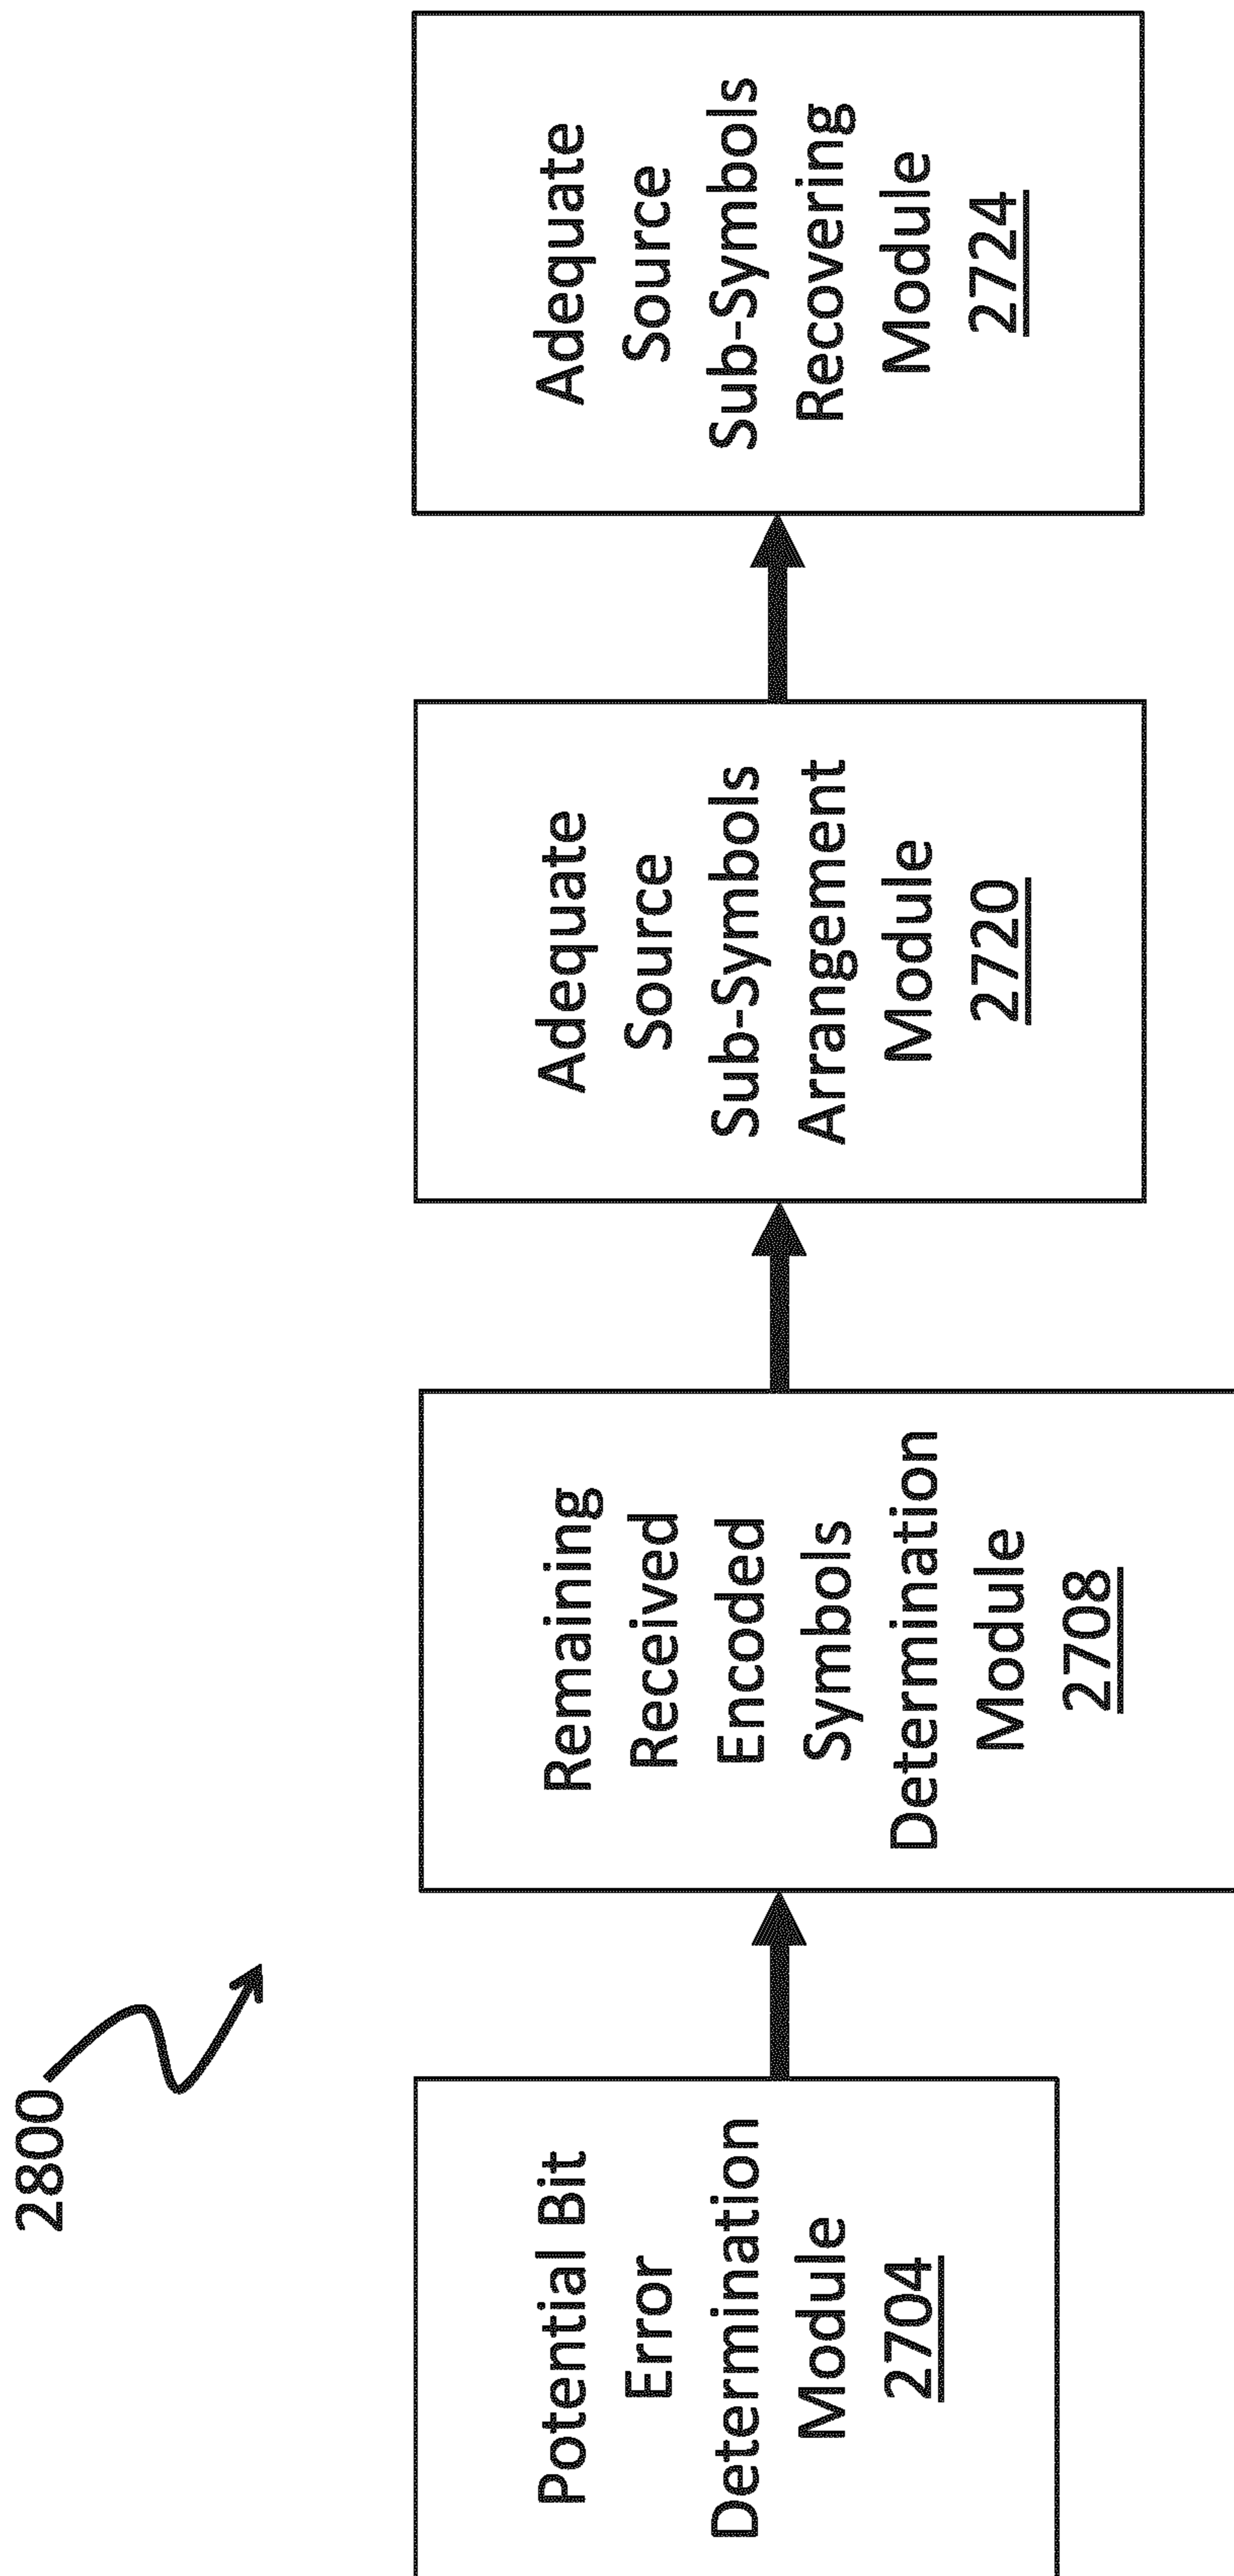 2800
Potential Bit
Error
Determination
Module
2704
Remaining
Received
Encoded
Symbols
Determination
Module
2708
Adequate
Source
Sub-Symbols
Arrangement
Module
2720
Adequate
Source
Sub-Symbols
Recovering
Module
2724